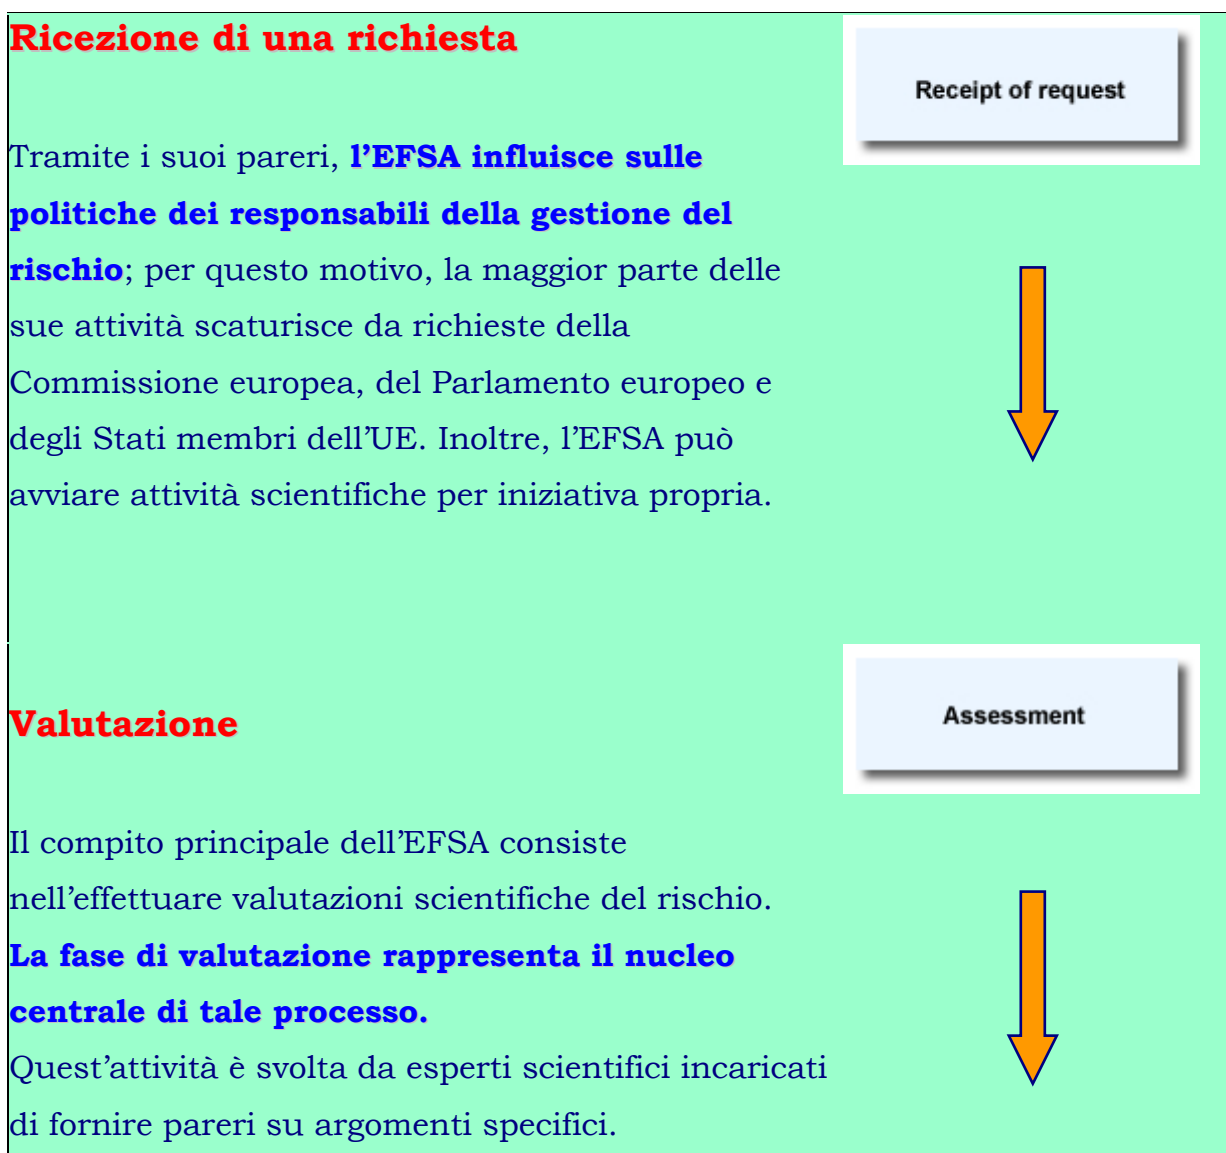 Ricezione di una richiesta
Receipt of request
Tramite i suoi pareri, l’EFSA influisce sulle
politiche dei responsabili della gestione del
rischio; per questo motivo, la maggior parte delle
sue attività scaturisce da richieste della
Commissione europea, del Parlamento europeo e
degli Stati membri dell’UE. Inoltre, l’EFSA può
avviare attività scientifiche per iniziativa propria.
Valutazione
Assessment
Il compito principale dell’EFSA consiste
nell’effettuare valutazioni scientifiche del rischio.
La fase di valutazione rappresenta il nucleo
centrale di tale processo.
Quest’attività è svolta da esperti scientifici incaricati
di fornire pareri su argomenti specifici.